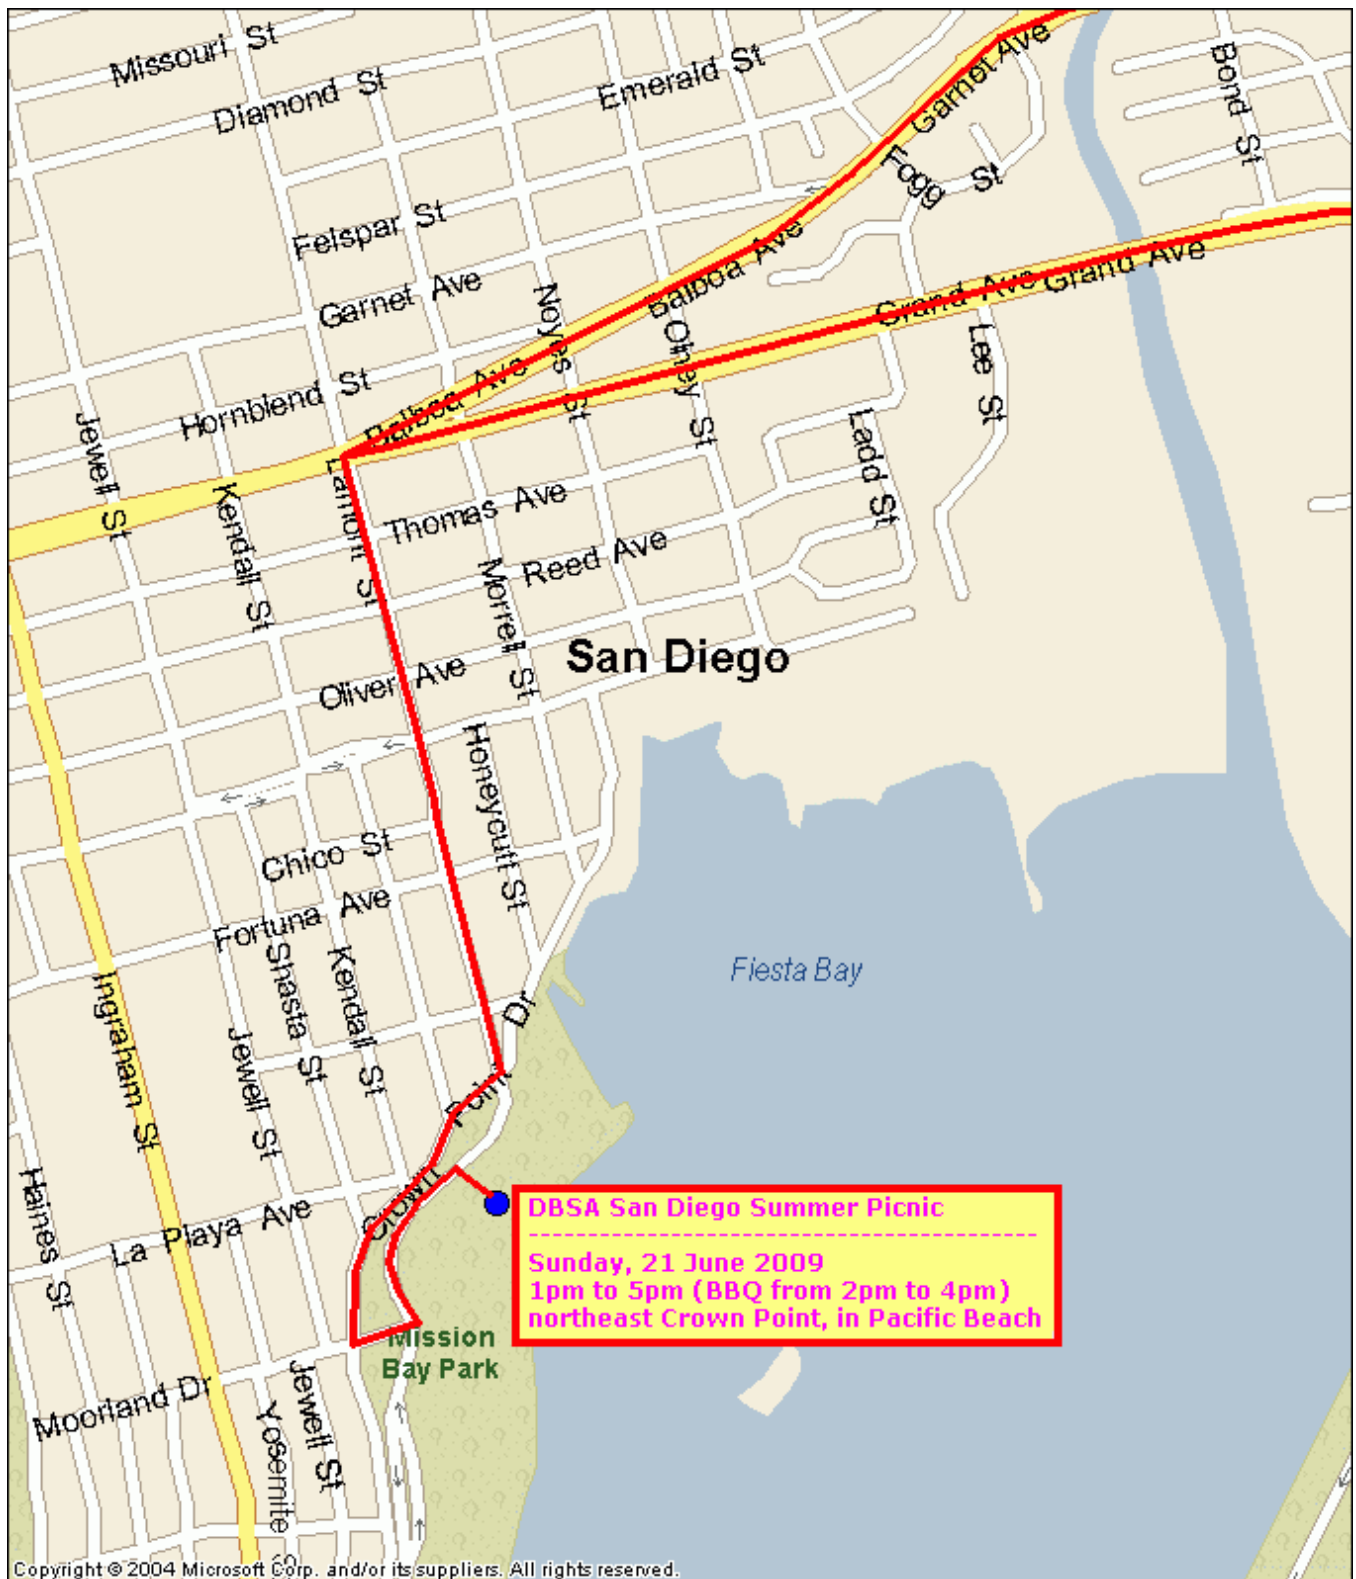 Missouri St
Diamond St
Emerald St
Garnet Ave
Bond St
Fogg St
Felspar St
Garnet Ave
Balboa Ave
Grand Ave
Grand Ave
Noyes St
Olney St
Lee St
Balboa Ave
Hornblend St
Jewell St
Kendall St
Lamont St
Thomas Ave
Ladd St
Reed Ave
Morrell St
San Diego
Oliver Ave
Honeycutt St
Chico St
Fortuna Ave
Shasta St
Kendall St
Ingraham St
Jewell St
Fiesta Bay
Crown Point Dr
Haines St
La Playa Ave
DBSA San Diego Summer Picnic
-------------------------------------------
Sunday, 21 June 2009
1pm to 5pm (BBQ from 2pm to 4pm)
northeast Crown Point, in Pacific Beach
Mission
Bay Park
Moorland Dr
Jewell St
Yosemite
Copyright © 2004 Microsoft Corp. and/or its suppliers. All rights reserved.